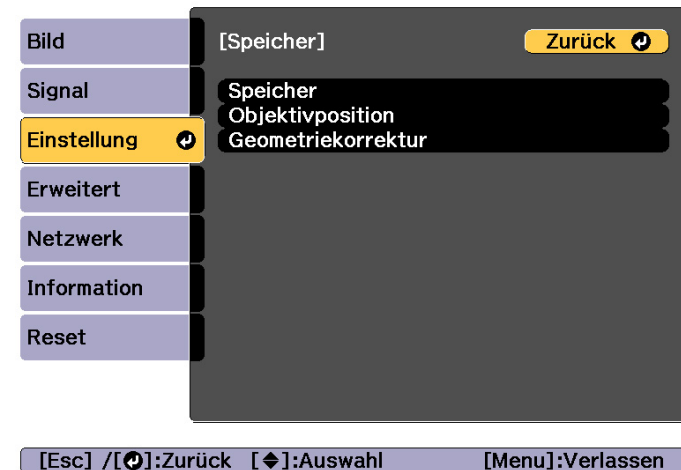 Bild
Signal
Einstellung
Erweitert
Netzwerk
Information
Reset
[Speicher]
Zurück
Speicher
Objektivposition
Geometriekorrektur
[Esc] /[⏎]:Zurück [◆]:Auswahl [Menu]:Verlassen